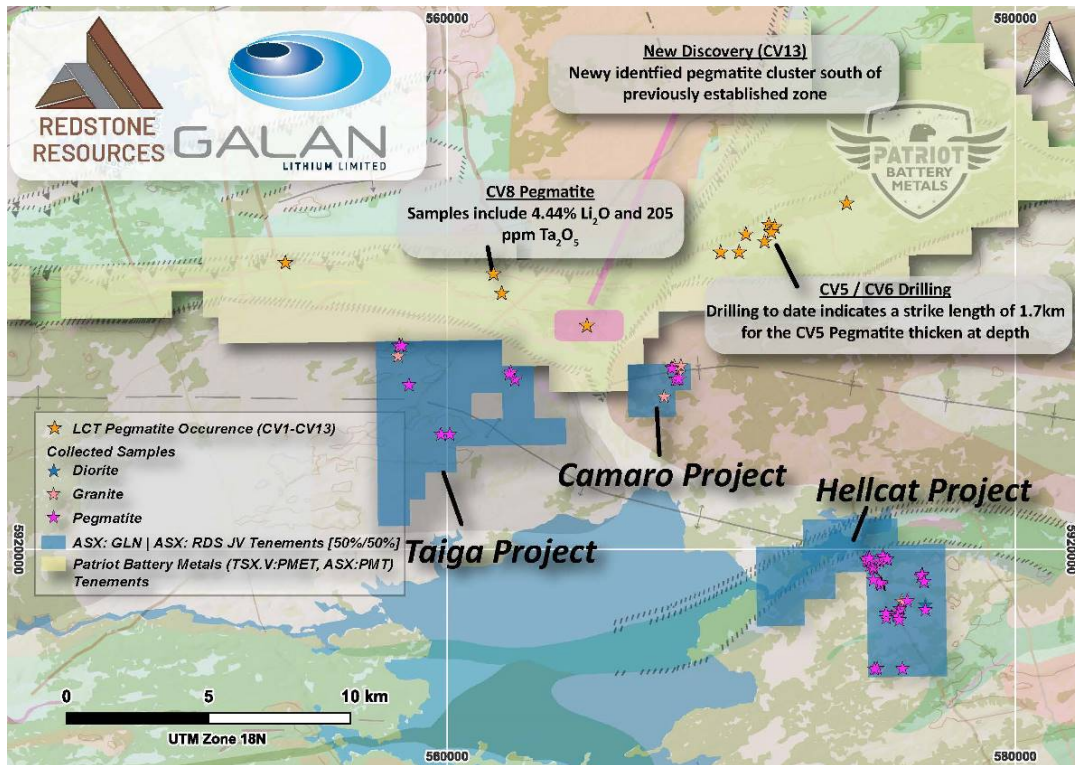 560000
580000
REDSTONE
RESOURCES
GALAN
LITHIUM LIMITED
New Discovery (CV13)
Newy identfied pegmatite cluster south of
previously established zone
PATRIOT
BATTERY
METALS
CV8 Pegmatite
Samples include 4.44% Li₂O and 205
ppm Ta₂O₅
CV5 / CV6 Drilling
Drilling to date indicates a strike length of 1.7km
for the CV5 Pegmatite thicken at depth
LCT Pegmatite Occurence (CV1-CV13)
Collected Samples
Diorite
Granite
Pegmatite
ASX: GLN | ASX: RDS JV Tenements [50%/50%]
Patriot Battery Metals (TSX.V:PMET, ASX:PMT)
Tenements
Camaro Project
Hellcat Project
Taiga Project
5920000
5920000
0 5 10 km
UTM Zone 18N
560000
580000